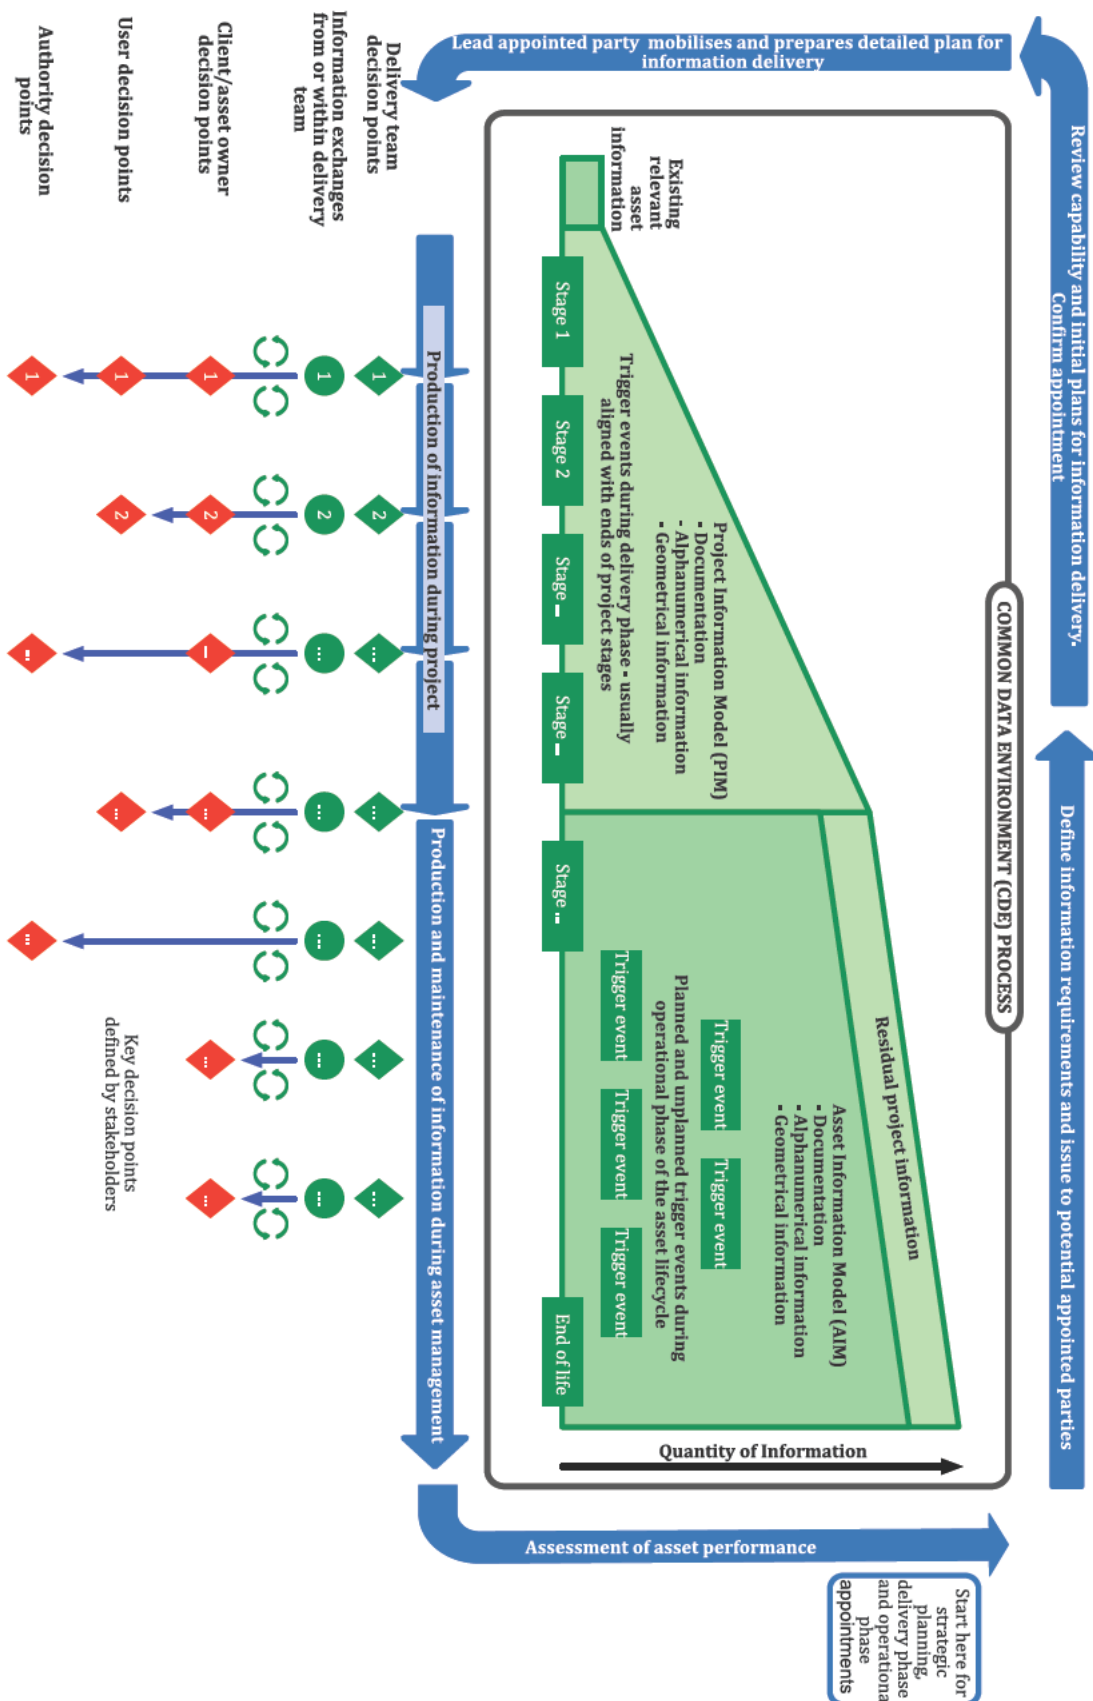 Review capability and initial plans for information delivery.
Confirm appointment
Define information requirements and issue to potential appointed parties
COMMON DATA ENVIRONMENT (CDE) PROCESS
Start here for
strategic
planning,
delivery phase
and operationa
phase
appointments
Lead appointed party mobilises and prepares detailed plan for
information delivery
Existing
relevant
asset
information
Project Information Model (PIM)
- Documentation
- Alphanumerical information
- Geometrical information
Trigger events during delivery phase - usually
aligned with ends of project stages
Residual project information
Asset Information Model (AIM)
- Documentation
- Alphanumerical information
- Geometrical information
Trigger event
Trigger event
Planned and unplanned trigger events during
operational phase of the asset lifecycle
Trigger event
Trigger event
Trigger event
Stage 1
Stage 2
Stage ...
Stage ...
Stage ...
End of life
Quantity of Information
Assessment of asset performance
Production of information during project
Production and maintenance of information during asset management
Delivery team
decision points
1 2 ... ... ... ... ...
Information exchanges
from or within delivery
team
1 2 ... ... ... ... ...
Client/asset owner
decision points
1 2 ... ... ... ...
User decision points
1 2 ...
Key decision points
defined by stakeholders
Authority decision
points
1 ... ...